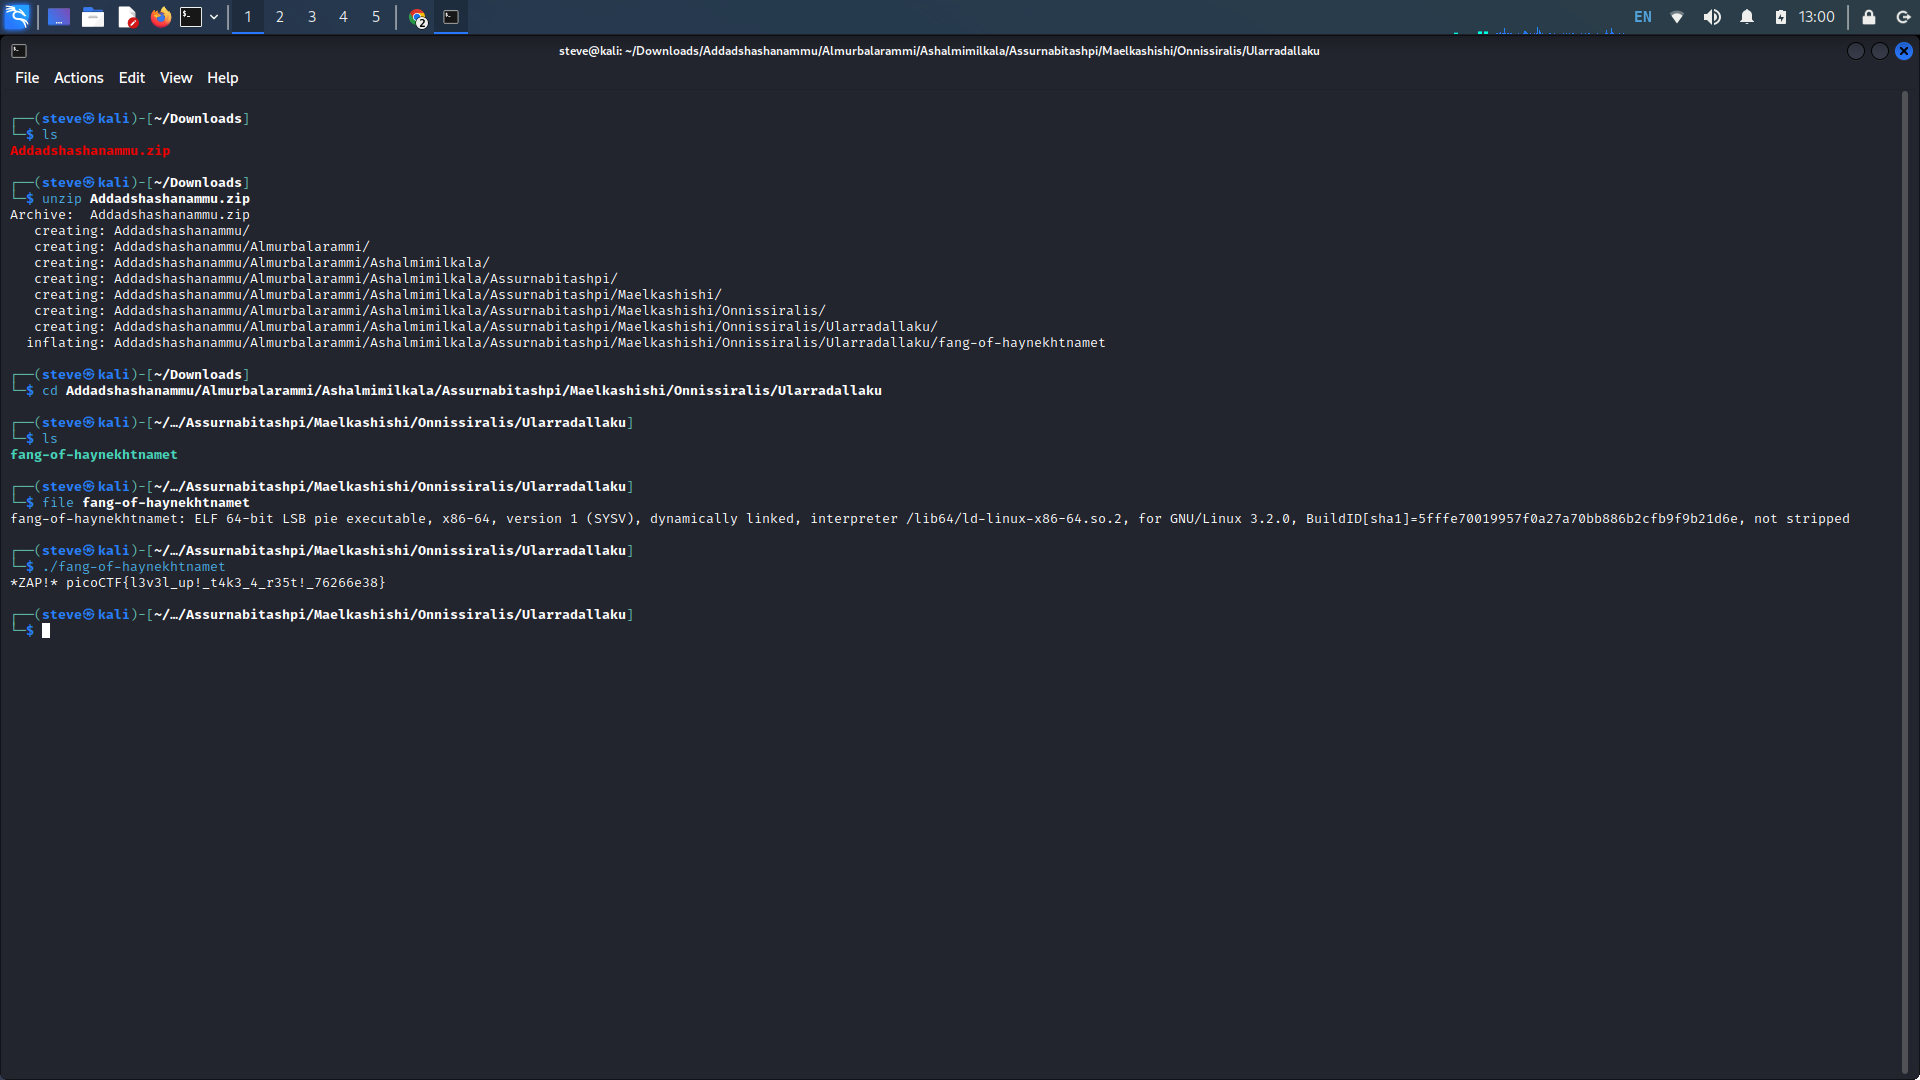 1 2 3 4 5 2 EN 13:00
steve@kali: ~/Downloads/Addadshashanammu/Almurbalarammi/Ashalmimilkala/Assurnabitashpi/Maelkashishi/Onnissiralis/Ularradallaku
File Actions Edit View Help
┌──(steve㉿kali)-[~/Downloads]
└─$ ls
Addadshashanammu.zip
┌──(steve㉿kali)-[~/Downloads]
└─$ unzip Addadshashanammu.zip
Archive:  Addadshashanammu.zip
   creating: Addadshashanammu/
   creating: Addadshashanammu/Almurbalarammi/
   creating: Addadshashanammu/Almurbalarammi/Ashalmimilkala/
   creating: Addadshashanammu/Almurbalarammi/Ashalmimilkala/Assurnabitashpi/
   creating: Addadshashanammu/Almurbalarammi/Ashalmimilkala/Assurnabitashpi/Maelkashishi/
   creating: Addadshashanammu/Almurbalarammi/Ashalmimilkala/Assurnabitashpi/Maelkashishi/Onnissiralis/
   creating: Addadshashanammu/Almurbalarammi/Ashalmimilkala/Assurnabitashpi/Maelkashishi/Onnissiralis/Ularradallaku/
  inflating: Addadshashanammu/Almurbalarammi/Ashalmimilkala/Assurnabitashpi/Maelkashishi/Onnissiralis/Ularradallaku/fang-of-haynekhtnamet
┌──(steve㉿kali)-[~/Downloads]
└─$ cd Addadshashanammu/Almurbalarammi/Ashalmimilkala/Assurnabitashpi/Maelkashishi/Onnissiralis/Ularradallaku
┌──(steve㉿kali)-[~/…/Assurnabitashpi/Maelkashishi/Onnissiralis/Ularradallaku]
└─$ ls
fang-of-haynekhtnamet
┌──(steve㉿kali)-[~/…/Assurnabitashpi/Maelkashishi/Onnissiralis/Ularradallaku]
└─$ file fang-of-haynekhtnamet
fang-of-haynekhtnamet: ELF 64-bit LSB pie executable, x86-64, version 1 (SYSV), dynamically linked, interpreter /lib64/ld-linux-x86-64.so.2, for GNU/Linux 3.2.0, BuildID[sha1]=5fffe70019957f0a27a70bb886b2cfb9f9b21d6e, not stripped
┌──(steve㉿kali)-[~/…/Assurnabitashpi/Maelkashishi/Onnissiralis/Ularradallaku]
└─$ ./fang-of-haynekhtnamet
*ZAP!* picoCTF{l3v3l_up!_t4k3_4_r35t!_76266e38}
┌──(steve㉿kali)-[~/…/Assurnabitashpi/Maelkashishi/Onnissiralis/Ularradallaku]
└─$